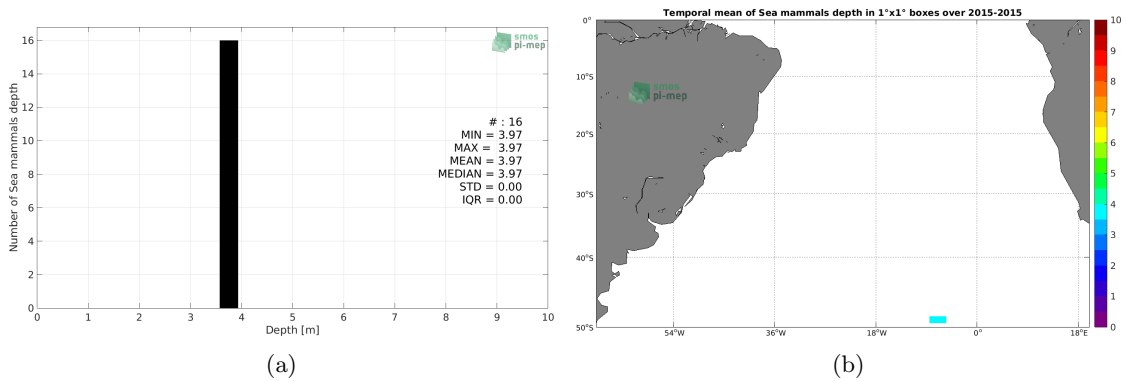 16
14
12
10
8
6
4
2
0
Number of Sea mammals depth
smos
pi-mep
# : 16
MIN = 3.97
MAX = 3.97
MEAN = 3.97
MEDIAN = 3.97
STD = 0.00
IQR = 0.00
0 1 2 3 4 5 6 7 8 9 10
Depth [m]
(a)
Temporal mean of Sea mammals depth in 1°x1° boxes over 2015-2015
0°
10°S
20°S
30°S
40°S
50°S
smos
pi-mep
54°W 36°W 18°W 0° 18°E
10
9
8
7
6
5
4
3
2
1
0
(b)